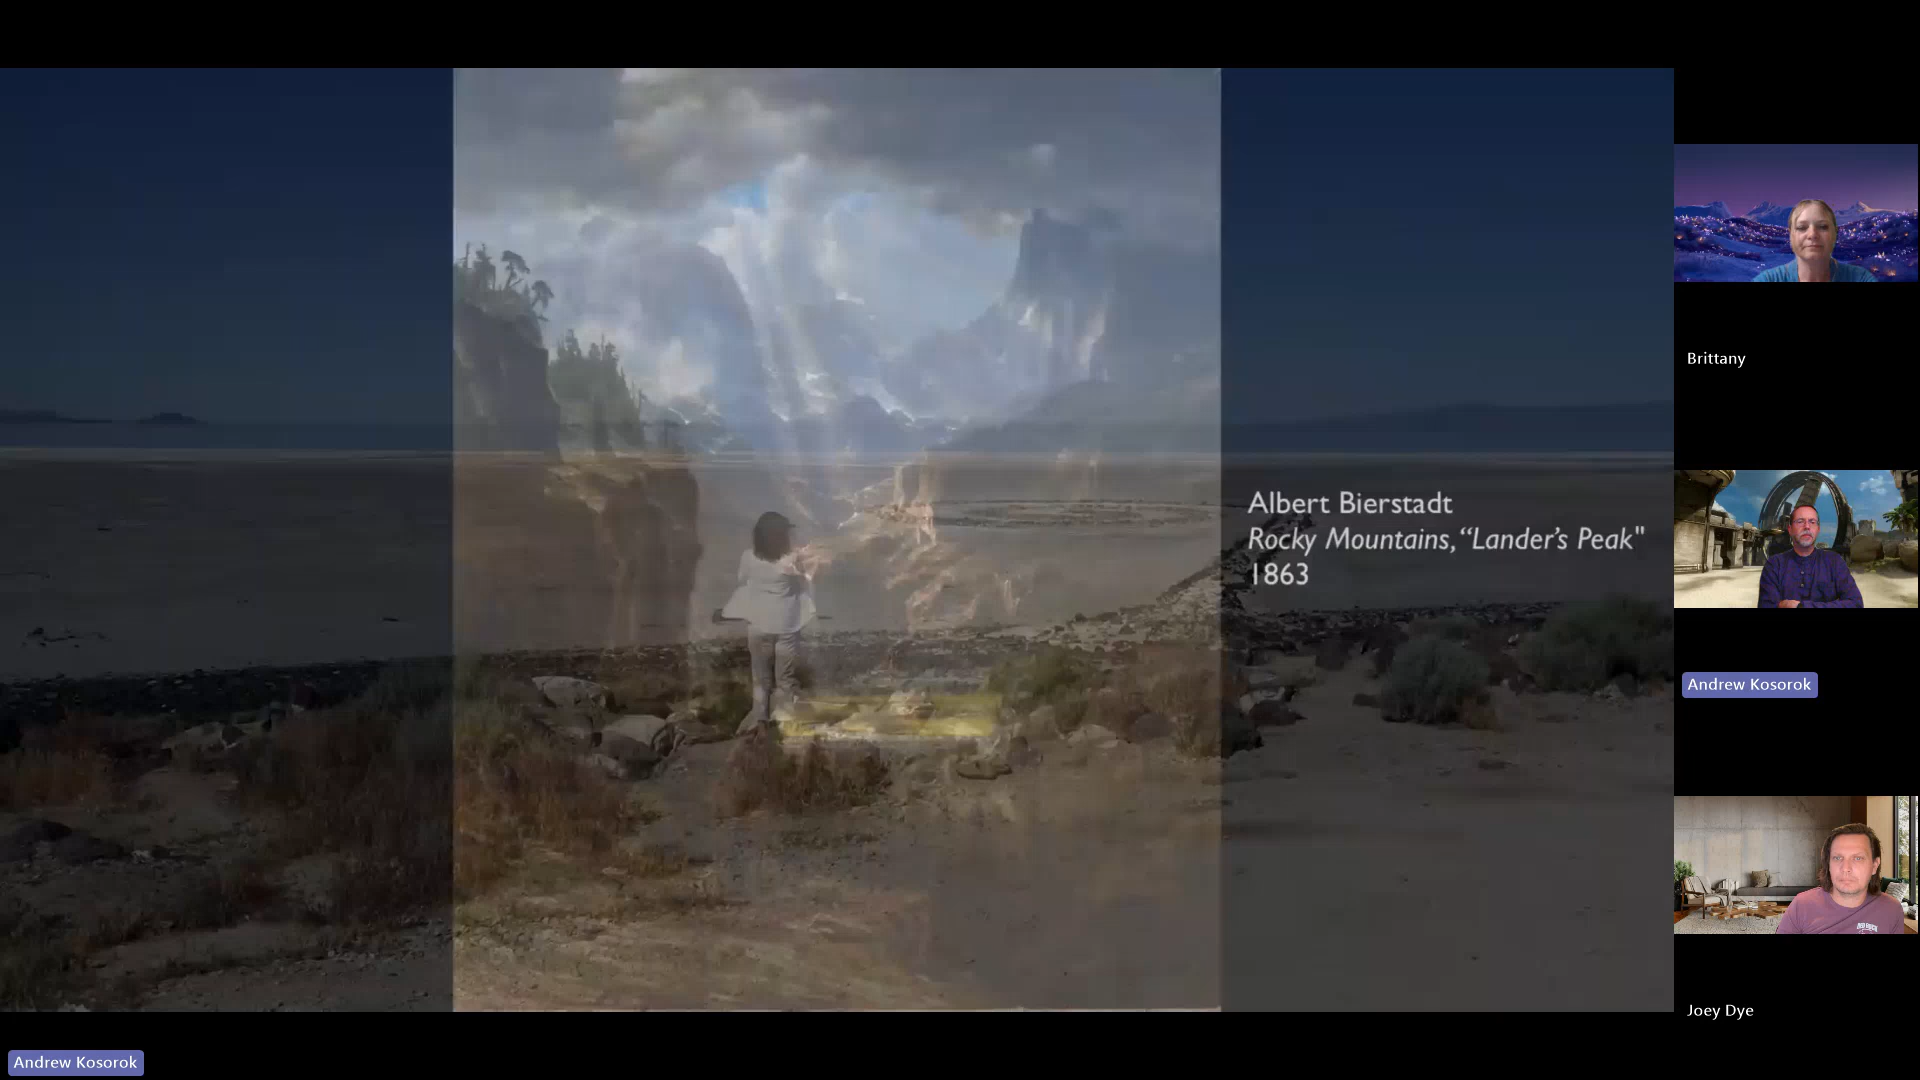 Albert Bierstadt
Rocky Mountains, “Lander’s Peak"
1863
Brittany
Andrew Kosorok
Joey Dye
Andrew Kosorok